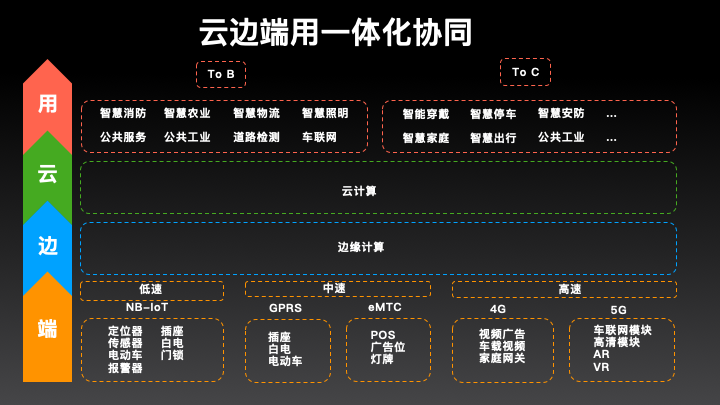 云边端用一体化协同
To B
To C
用
智慧消防 智慧农业 智慧物流 智慧照明
公共服务 公共工业 道路检测 车联网
智能穿戴 智慧停车 智慧安防 ...
智慧家庭 智慧出行 公共工业 ...
云
云计算
边
边缘计算
端
低速
中速
高速
NB-IoT
GPRS
eMTC
4G
5G
定位器 插座
传感器 白电
电动车 门锁
报警器
插座
白电
电动车
POS
广告位
灯牌
视频广告
车载视频
家庭网关
车联网模块
高清模块
AR
VR